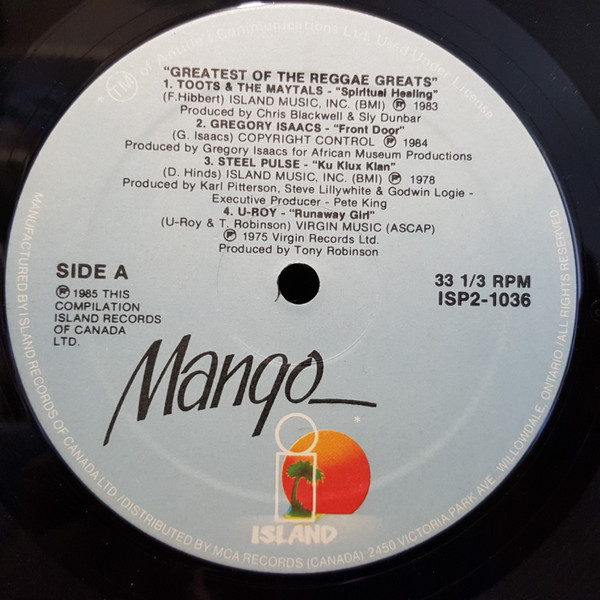 TM of Antilles Communications Ltd. Used Under License
"GREATEST OF THE REGGAE GREATS"
1. TOOTS & THE MAYTALS - "Spiritual Healing"
(F.Hibbert) ISLAND MUSIC, INC. (BMI) ℗ 1983
Produced by Chris Blackwell & Sly Dunbar
2. GREGORY ISAACS - "Front Door"
(G. Isaacs) COPYRIGHT CONTROL ℗ 1984
Produced by Gregory Isaacs for African Museum Productions
3. STEEL PULSE - "Ku Klux Klan"
(D. Hinds) ISLAND MUSIC, INC. (BMI) ℗ 1978
Produced by Karl Pitterson, Steve Lillywhite & Godwin Logie -
Executive Producer - Pete King
4. U-ROY - "Runaway Girl"
(U-Roy & T. Robinson) VIRGIN MUSIC (ASCAP)
℗ 1975 Virgin Records Ltd.
Produced by Tony Robinson
SIDE A
℗ 1985 THIS
COMPILATION
ISLAND RECORDS
OF CANADA
LTD.
33 1/3 RPM
ISP2-1036
Mango
ISLAND
MANUFACTURED BY ISLAND RECORDS OF CANADA LTD / DISTRIBUTED BY MCA RECORDS (CANADA) 2450 VICTORIA PARK AVE. WILLOWDALE, ONTARIO / ALL RIGHTS RESERVED